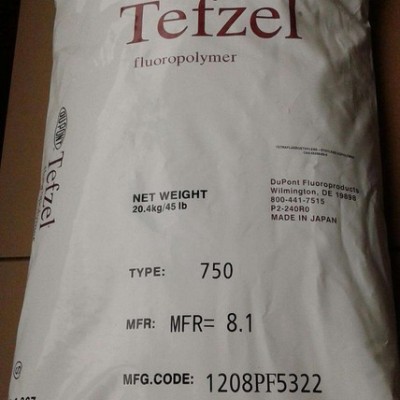 Tefzel
fluoropolymer
DUPONT
Tefzel
NET WEIGHT
20.4kg/45 lb
DuPont Fluoroproducts
Wilmington, DE 19898
800-441-7515
P2-240R0
MADE IN JAPAN
TYPE: 750
MFR: MFR= 8.1
MFG.CODE: 1208PF5322